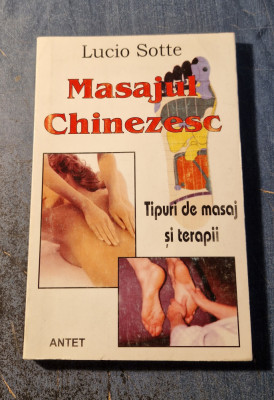 Lucio Sotte
Masajul
Chinezesc
Tipuri de masaj
și terapii
ANTET